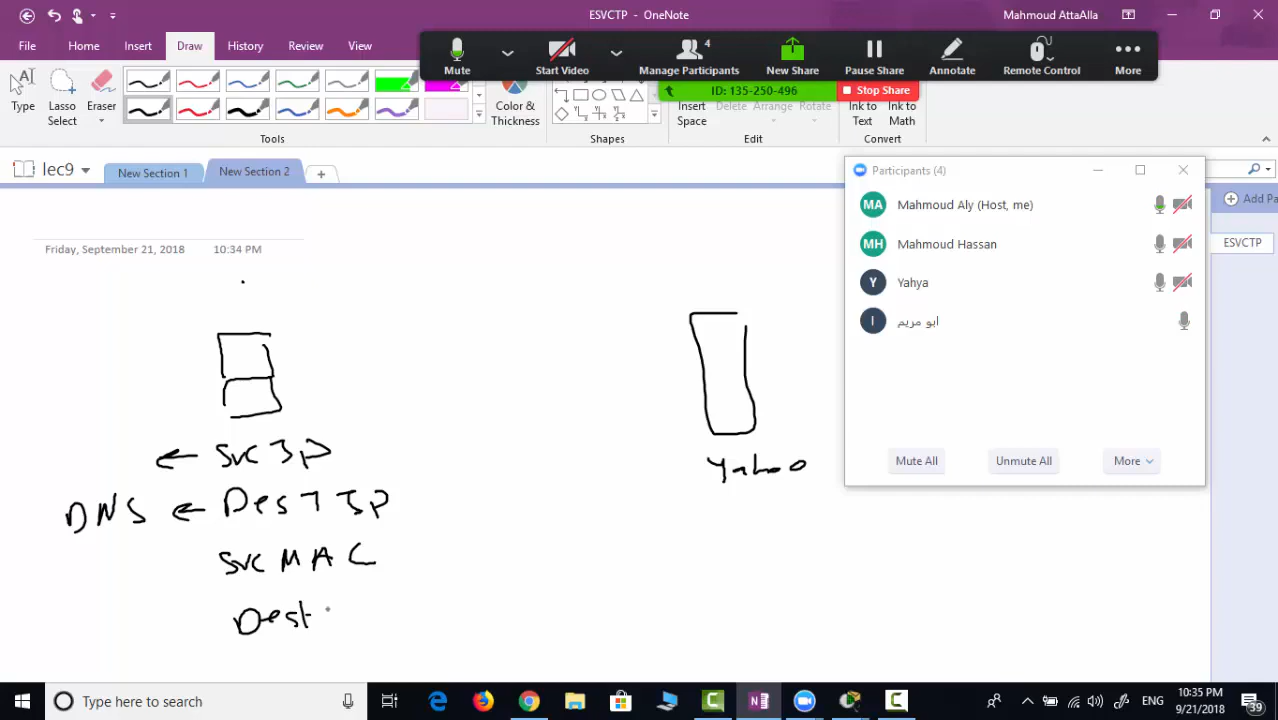 ESVCTP - OneNote
Mahmoud AttaAlla
File Home Insert Draw History Review View
Mute
Start Video
4
Manage Participants
New Share
Pause Share
Annotate
Remote Control
More
ID: 135-250-496
Stop Share
Type
Lasso Select
Eraser
Color & Thickness
Insert Space
Delete
Arrange
Rotate
Ink to Text
Ink to Math
Tools
Shapes
Edit
Convert
lec9
New Section 1
New Section 2
Add Pa
ESVCTP
Participants (4)
MA Mahmoud Aly (Host, me)
MH Mahmoud Hassan
Y Yahya
ا ابو مريم
Mute All
Unmute All
More
Friday, September 21, 2018 10:34 PM
← Src IP
DNS ← Dest IP
Src MAC
Dest
Yahoo
Type here to search
ENG
10:35 PM
9/21/2018
39